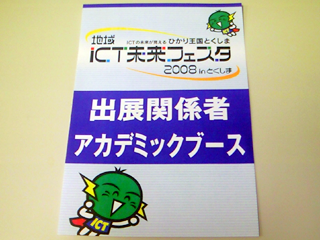 ICTの未来が見える ひかり王国とくしま
地域
ICT未来フェスタ
2008 inとくしま
出展関係者
アカデミックブース
ICT